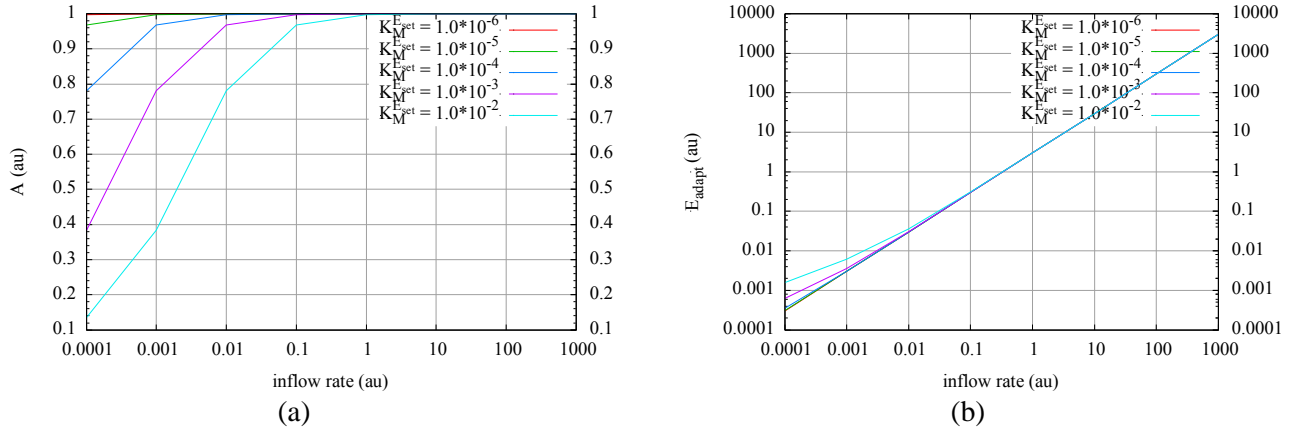 1
0.9
0.8
0.7
0.6
0.5
0.4
0.3
0.2
0.1
A (au)
K_M^{E_set} = 1.0*10^-6
K_M^{E_set} = 1.0*10^-5
K_M^{E_set} = 1.0*10^-4
K_M^{E_set} = 1.0*10^-3
K_M^{E_set} = 1.0*10^-2
1
0.9
0.8
0.7
0.6
0.5
0.4
0.3
0.2
0.1
0.0001 0.001 0.01 0.1 1 10 100 1000
inflow rate (au)
(a)
10000
1000
100
10
1
0.1
0.01
0.001
0.0001
E_adapt (au)
K_M^{E_set} = 1.0*10^-6
K_M^{E_set} = 1.0*10^-5
K_M^{E_set} = 1.0*10^-4
K_M^{E_set} = 1.0*10^-3
K_M^{E_set} = 1.0*10^-2
10000
1000
100
10
1
0.1
0.01
0.001
0.0001
0.0001 0.001 0.01 0.1 1 10 100 1000
inflow rate (au)
(b)